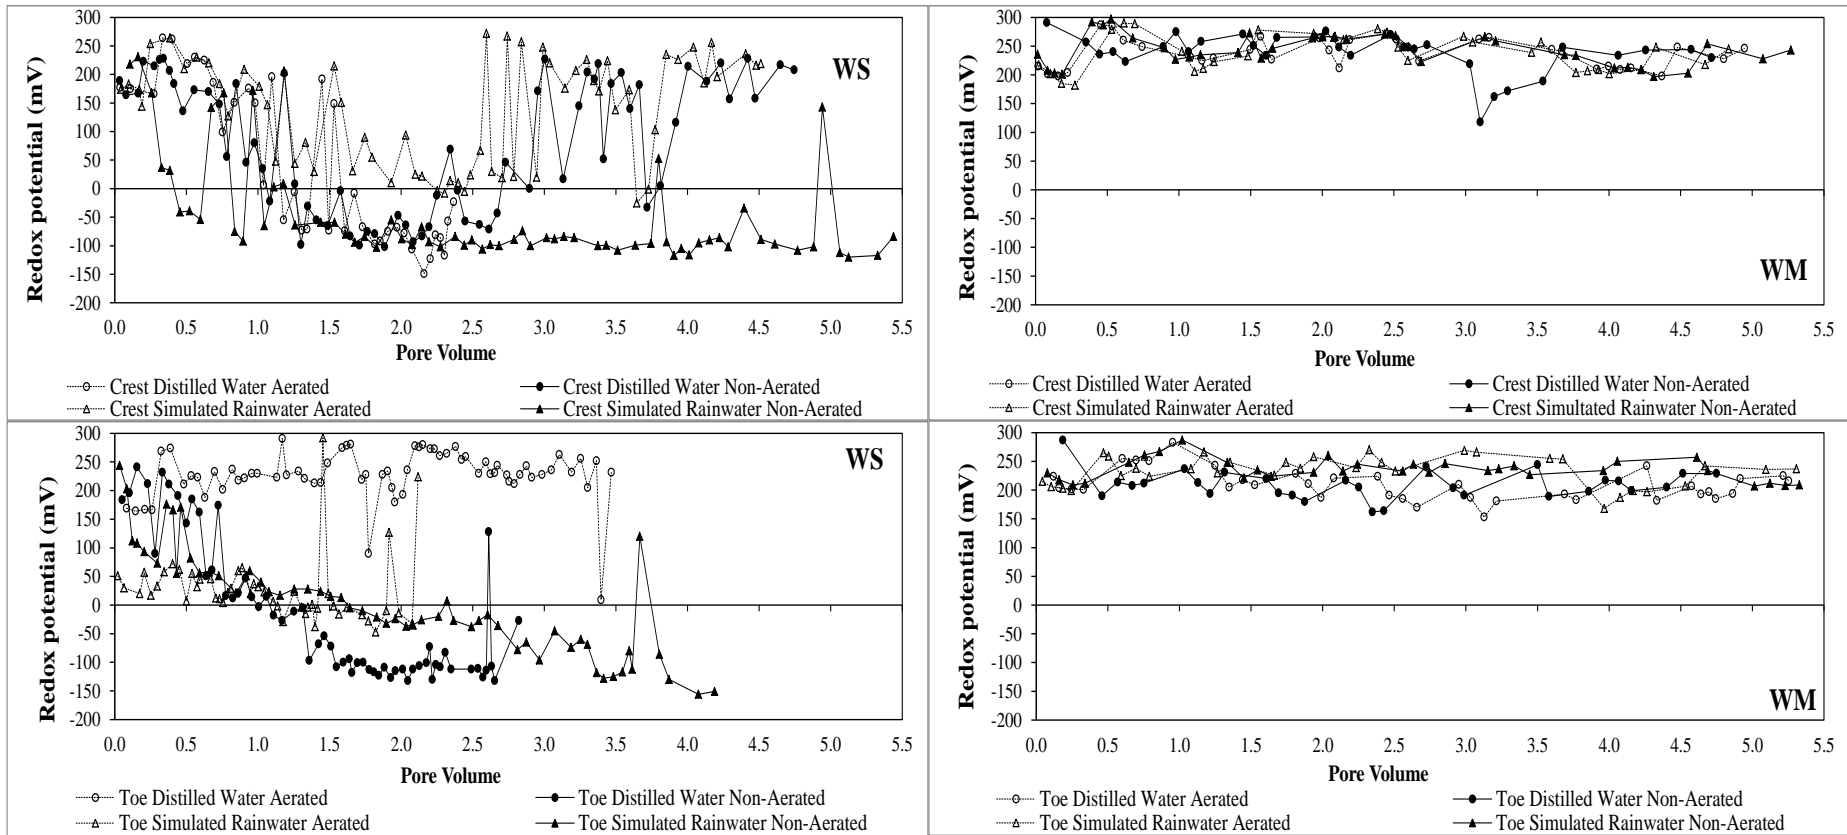 300
250
200
150
100
50
0
-50
-100
-150
-200
Redox potential (mV)
WS
0.0 0.5 1.0 1.5 2.0 2.5 3.0 3.5 4.0 4.5 5.0 5.5
Pore Volume
Crest Distilled Water Aerated
Crest Distilled Water Non-Aerated
Crest Simulated Rainwater Aerated
Crest Simulated Rainwater Non-Aerated
300
250
200
150
100
50
0
-50
-100
-150
-200
Redox potential (mV)
WM
0.0 0.5 1.0 1.5 2.0 2.5 3.0 3.5 4.0 4.5 5.0 5.5
Pore Volume
Crest Distilled Water Aerated
Crest Distilled Water Non-Aerated
Crest Simulated Rainwater Aerated
Crest Simultated Rainwater Non-Aerated
300
250
200
150
100
50
0
-50
-100
-150
-200
Redox potential (mV)
WS
0.0 0.5 1.0 1.5 2.0 2.5 3.0 3.5 4.0 4.5 5.0 5.5
Pore Volume
Toe Distilled Water Aerated
Toe Distilled Water Non-Aerated
Toe Simulated Rainwater Aerated
Toe Simulated Rainwater Non-Aerated
300
250
200
150
100
50
0
-50
-100
-150
-200
Redox potential (mV)
WM
0.0 0.5 1.0 1.5 2.0 2.5 3.0 3.5 4.0 4.5 5.0 5.5
Pore Volume
Toe Distilled Water Aerated
Toe Distilled Water Non-Aerated
Toe Simulated Rainwater Aerated
Toe Simulated Rainwater Non-Aerated